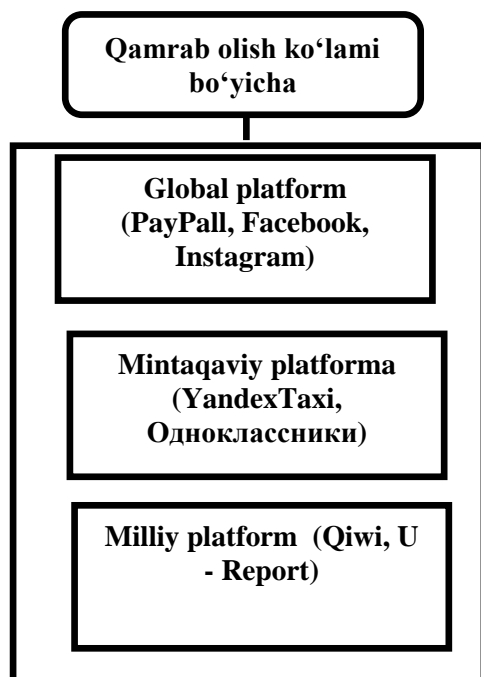 Qamrab olish ko‘lami
bo‘yicha
Global platform
(PayPall, Facebook,
Instagram)
Mintaqaviy platforma
(YandexTaxi,
Одноклассники)
Milliy platform (Qiwi, U
- Report)